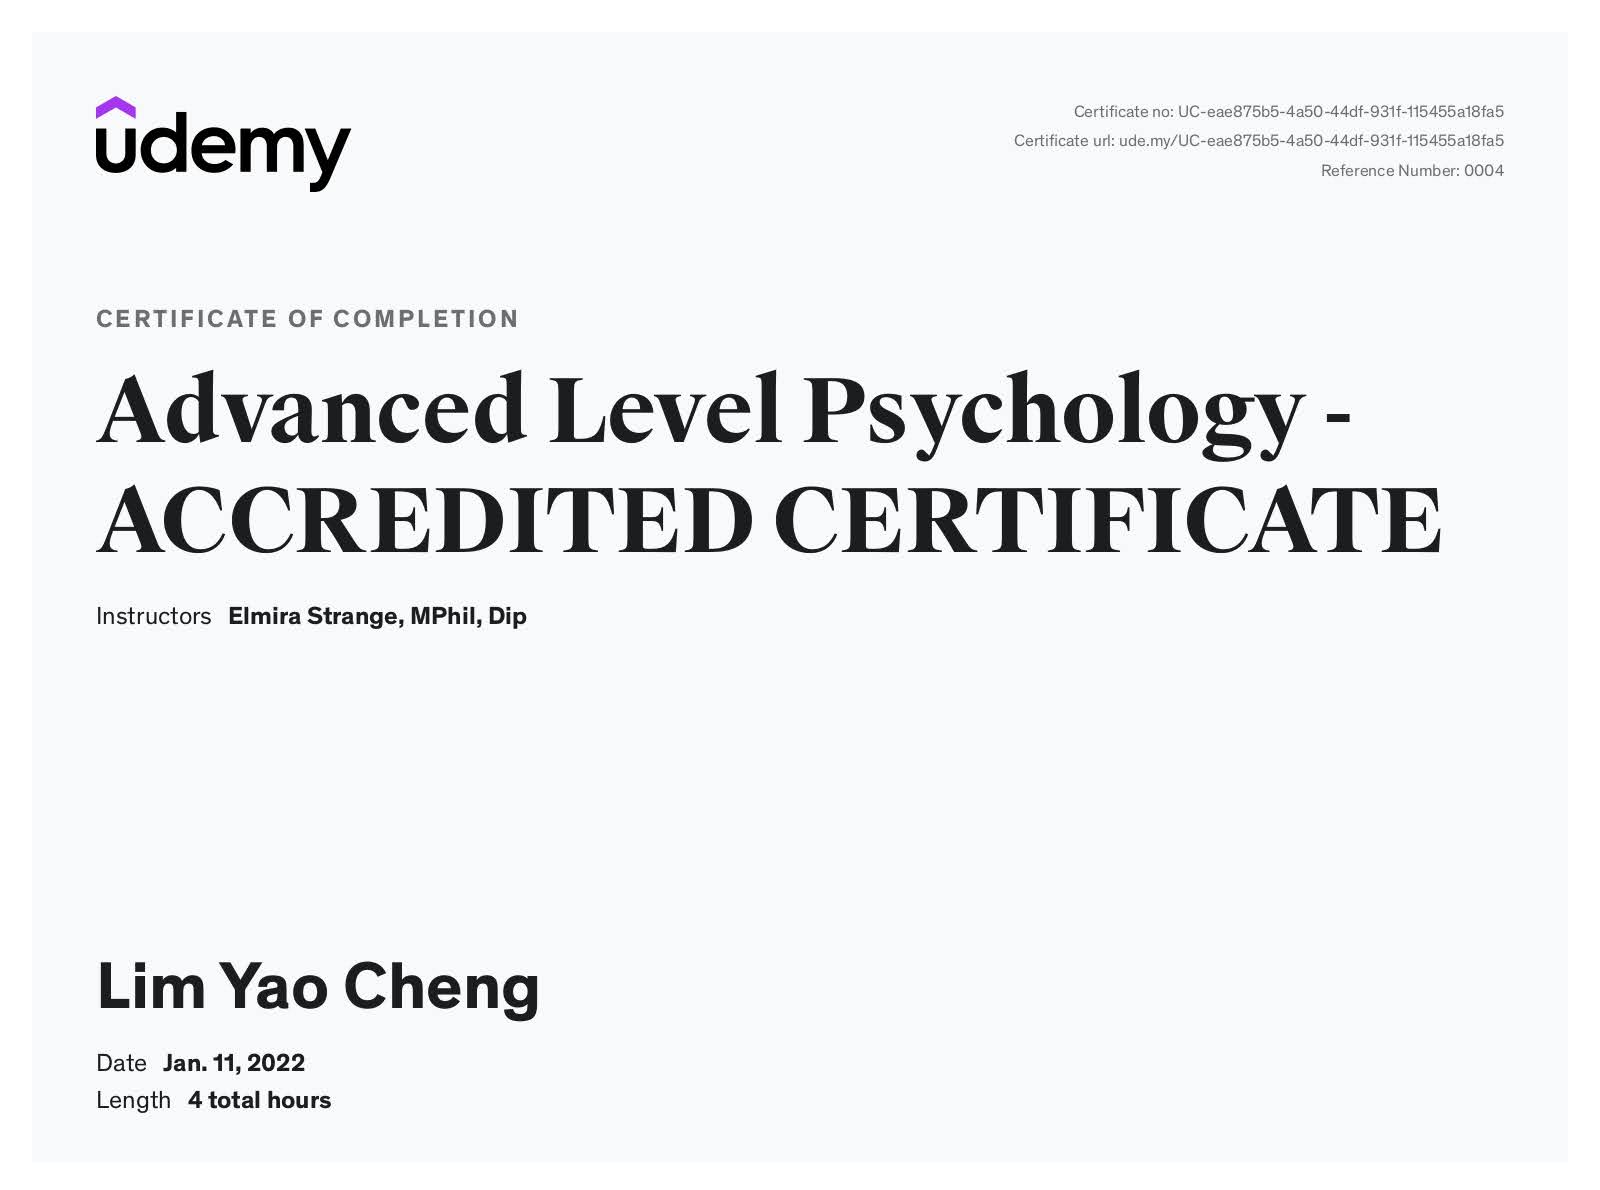 udemy
Certificate no: UC-eae875b5-4a50-44df-931f-115455a18fa5
Certificate url: ude.my/UC-eae875b5-4a50-44df-931f-115455a18fa5
Reference Number: 0004
CERTIFICATE OF COMPLETION
Advanced Level Psychology -
ACCREDITED CERTIFICATE
Instructors Elmira Strange, MPhil, Dip
Lim Yao Cheng
Date Jan. 11, 2022
Length 4 total hours